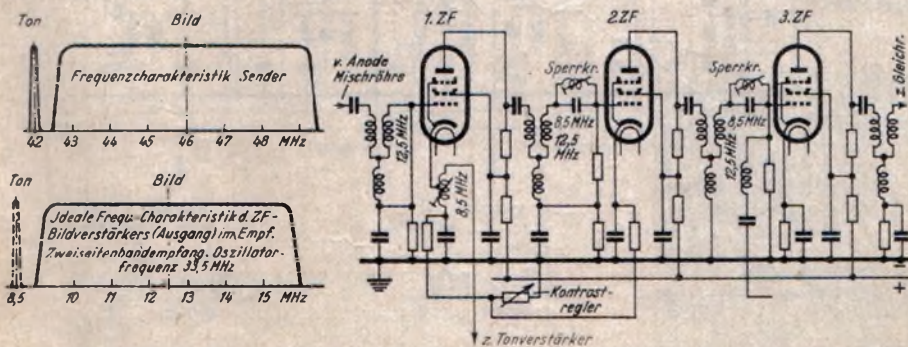 Ton Bild
Frequenzcharakteristik Sender
42 43 44 45 46 47 48 MHz
Ton Bild
Jdeale Frequ. Charakteristik d. ZF-
Bildverstärkers (Ausgang) im Empf.
Zweiseitenbandempfang. Oszillator-
frequenz 33,5 MHz
8,5 10 11 12 13 14 15 MHz
1. ZF 2. ZF 3. ZF
v. Anode
Mischröhre
12,5 MHz
8,5 MHz
Sperrkr.
8,5 MHz
12,5
MHz
Sperrkr.
8,5 MHz
12,5 MHz
z. Gleichr.
−
+
Kontrast-
regler
z. Tonverstärker